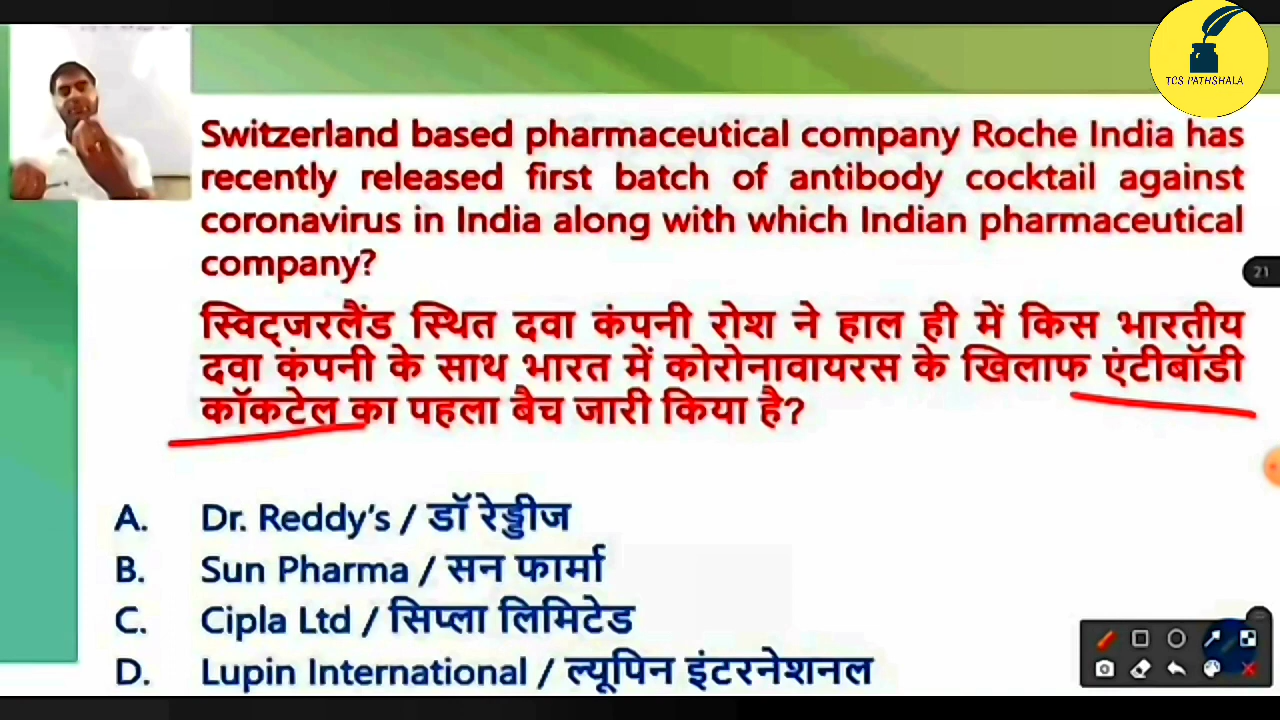 TCS PATHSHALA
Switzerland based pharmaceutical company Roche India has
recently released first batch of antibody cocktail against
coronavirus in India along with which Indian pharmaceutical
company?
21
स्विट्जरलैंड स्थित दवा कंपनी रोश ने हाल ही में किस भारतीय
दवा कंपनी के साथ भारत में कोरोनावायरस के खिलाफ एंटीबॉडी
कॉकटेल का पहला बैच जारी किया है?
A. Dr. Reddy's / डॉ रेड्डीज
B. Sun Pharma / सन फार्मा
C. Cipla Ltd / सिप्ला लिमिटेड
D. Lupin International / ल्यूपिन इंटरनेशनल